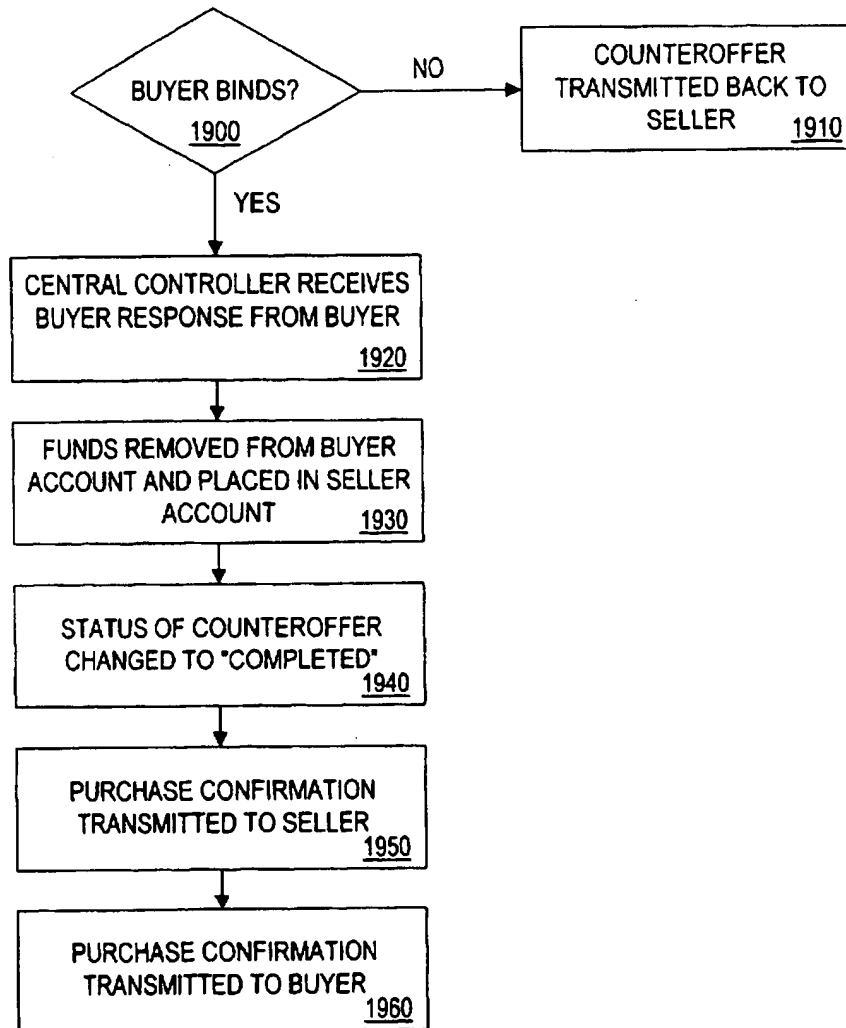 BUYER BINDS?
1900
NO
COUNTEROFFER
TRANSMITTED BACK TO
SELLER
1910
YES
CENTRAL CONTROLLER RECEIVES
BUYER RESPONSE FROM BUYER
1920
FUNDS REMOVED FROM BUYER
ACCOUNT AND PLACED IN SELLER
ACCOUNT
1930
STATUS OF COUNTEROFFER
CHANGED TO "COMPLETED"
1940
PURCHASE CONFIRMATION
TRANSMITTED TO SELLER
1950
PURCHASE CONFIRMATION
TRANSMITTED TO BUYER
1960